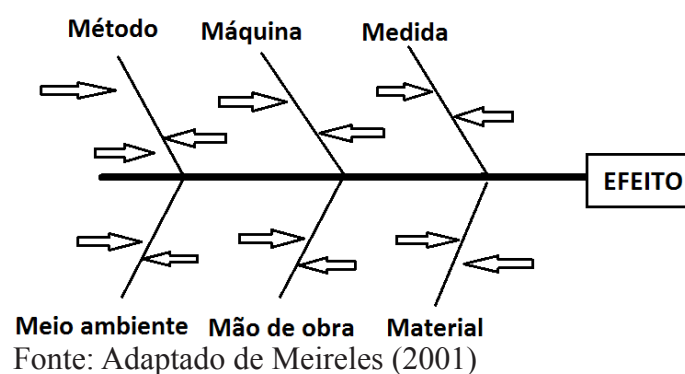 Método Máquina Medida
EFEITO
Meio ambiente Mão de obra Material
Fonte: Adaptado de Meireles (2001)